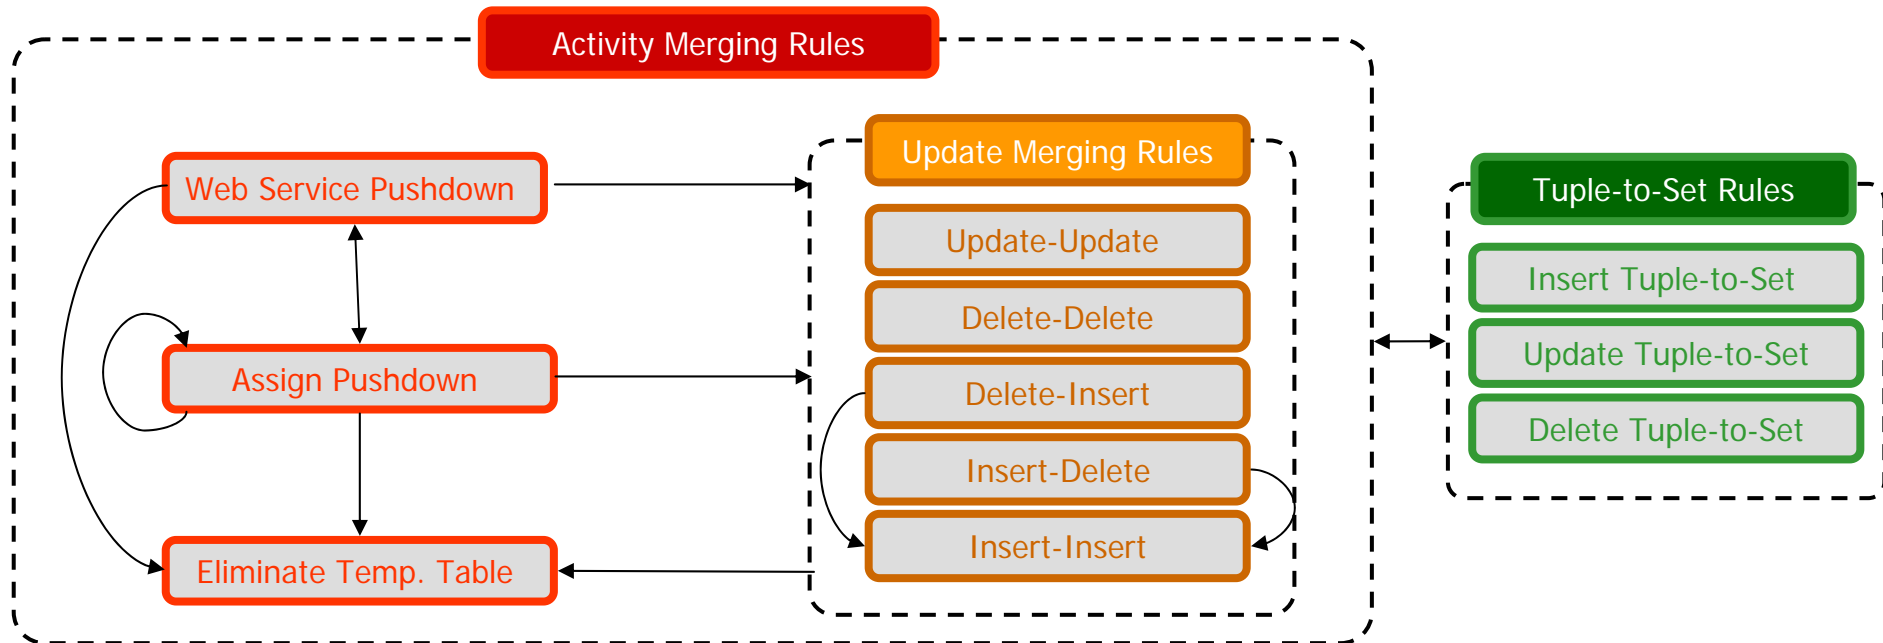 Activity Merging Rules
Web Service Pushdown
Assign Pushdown
Eliminate Temp. Table
Update Merging Rules
Update-Update
Delete-Delete
Delete-Insert
Insert-Delete
Insert-Insert
Tuple-to-Set Rules
Insert Tuple-to-Set
Update Tuple-to-Set
Delete Tuple-to-Set